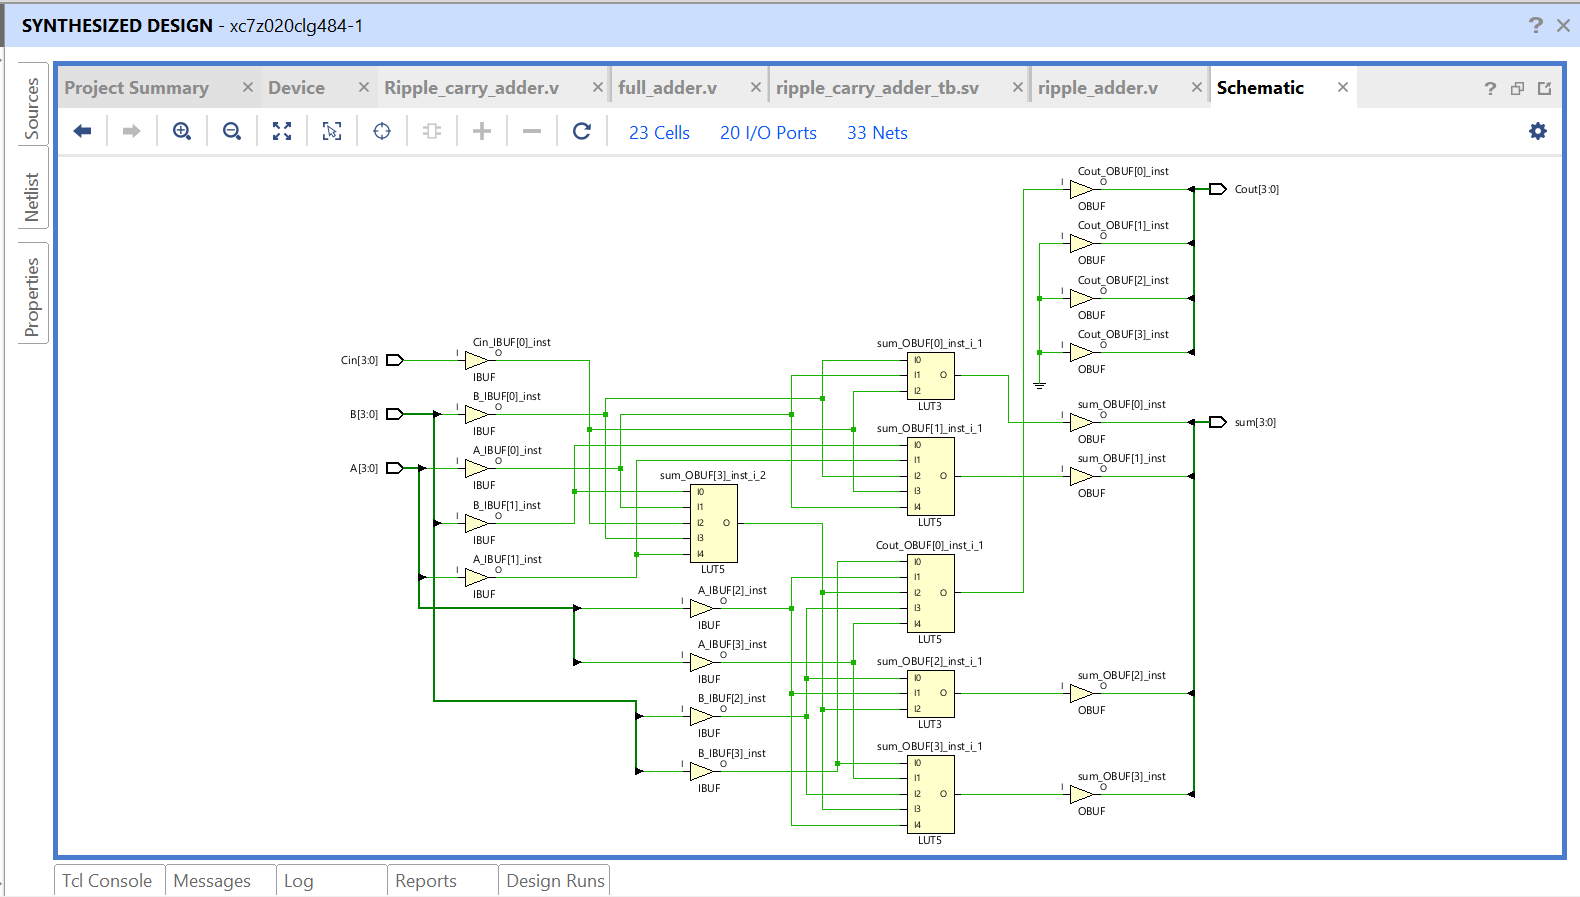 SYNTHESIZED DESIGN - xc7z020clg484-1
Sources
Netlist
Properties
Project Summary
Device
Ripple_carry_adder.v
full_adder.v
ripple_carry_adder_tb.sv
ripple_adder.v
Schematic
23 Cells
20 I/O Ports
33 Nets
Cout_OBUF[0]_inst
I
O
OBUF
Cout[3:0]
Cout_OBUF[1]_inst
I
O
OBUF
Cout_OBUF[2]_inst
I
O
OBUF
Cout_OBUF[3]_inst
I
O
OBUF
Cin[3:0]
Cin_IBUF[0]_inst
I
O
IBUF
B[3:0]
B_IBUF[0]_inst
I
O
IBUF
A[3:0]
A_IBUF[0]_inst
I
O
IBUF
B_IBUF[1]_inst
I
O
IBUF
A_IBUF[1]_inst
I
O
IBUF
sum_OBUF[3]_inst_i_2
I0
I1
I2
I3
I4
O
LUT5
A_IBUF[2]_inst
I
O
IBUF
A_IBUF[3]_inst
I
O
IBUF
B_IBUF[2]_inst
I
O
IBUF
B_IBUF[3]_inst
I
O
IBUF
sum_OBUF[0]_inst_i_1
I0
I1
I2
O
LUT3
sum_OBUF[1]_inst_i_1
I0
I1
I2
I3
I4
O
LUT5
Cout_OBUF[0]_inst_i_1
I0
I1
I2
I3
I4
O
LUT5
sum_OBUF[2]_inst_i_1
I0
I1
I2
O
LUT3
sum_OBUF[3]_inst_i_1
I0
I1
I2
I3
I4
O
LUT5
sum_OBUF[0]_inst
I
O
OBUF
sum[3:0]
sum_OBUF[1]_inst
I
O
OBUF
sum_OBUF[2]_inst
I
O
OBUF
sum_OBUF[3]_inst
I
O
OBUF
Tcl Console
Messages
Log
Reports
Design Runs